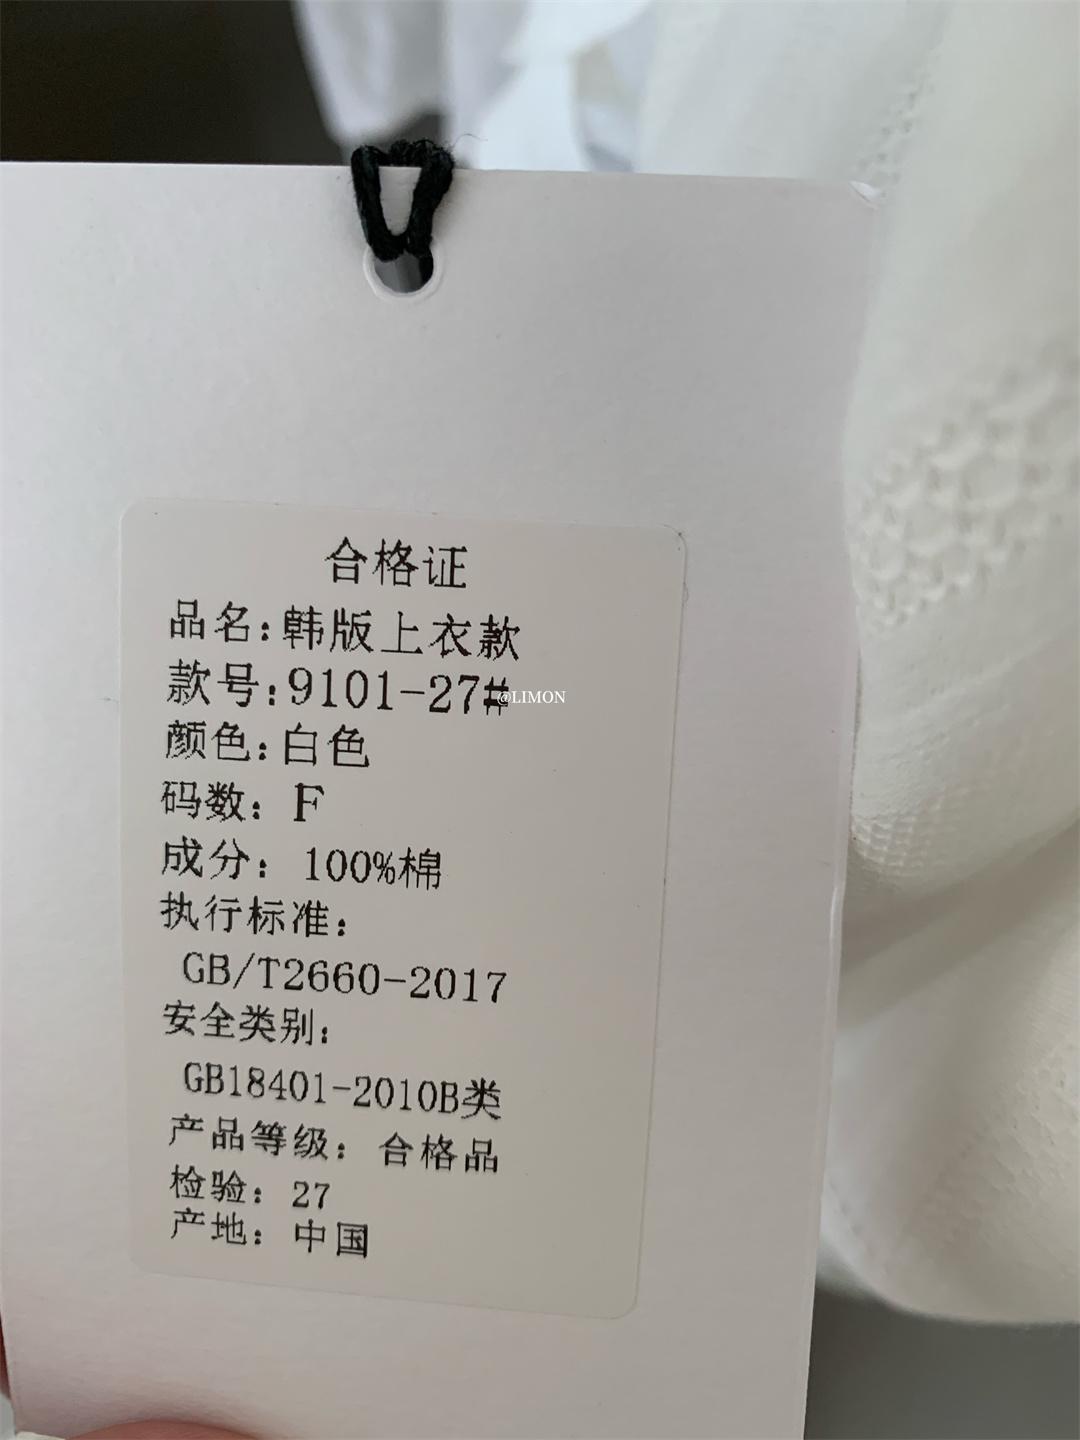 合格证
品名:韩版上衣款
款号:9101-27#
@LIMON
颜色:白色
码数: F
成分: 100%棉
执行标准:
GB/T2660-2017
安全类别:
GB18401-2010B类
产品等级: 合格品
检验: 27
产地: 中国